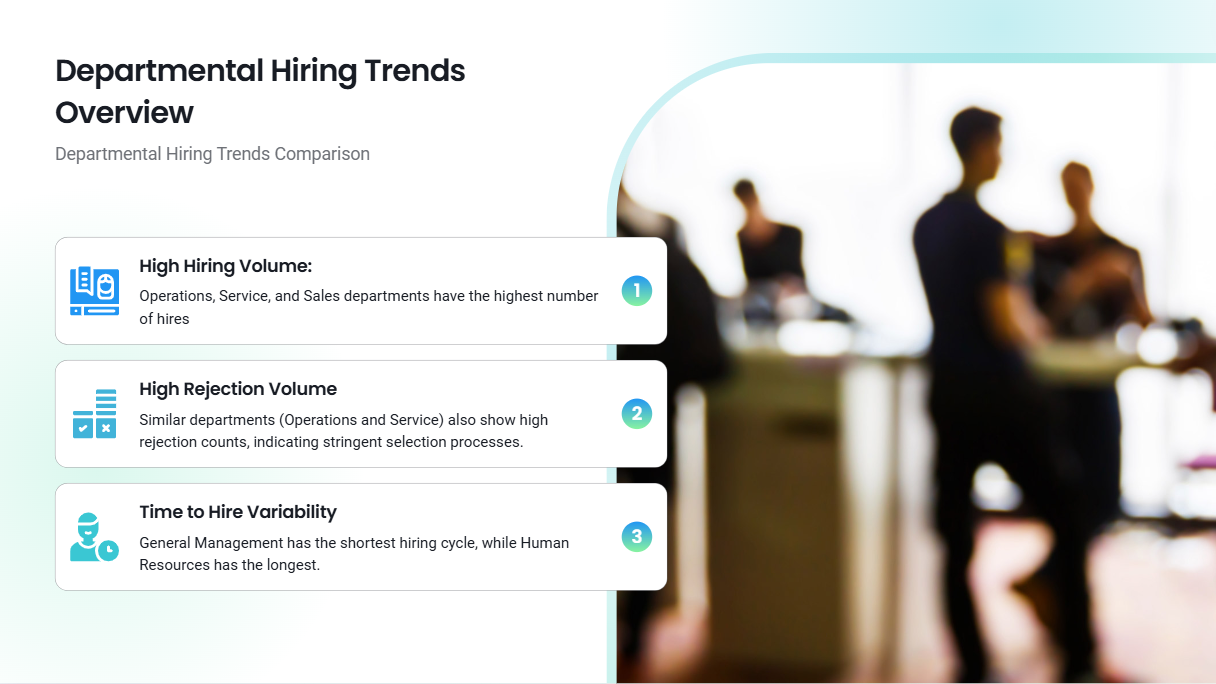 Departmental Hiring Trends
Overview
Departmental Hiring Trends Comparison
High Hiring Volume:
Operations, Service, and Sales departments have the highest number
of hires
1
High Rejection Volume
Similar departments (Operations and Service) also show high
rejection counts, indicating stringent selection processes.
2
Time to Hire Variability
General Management has the shortest hiring cycle, while Human
Resources has the longest.
3